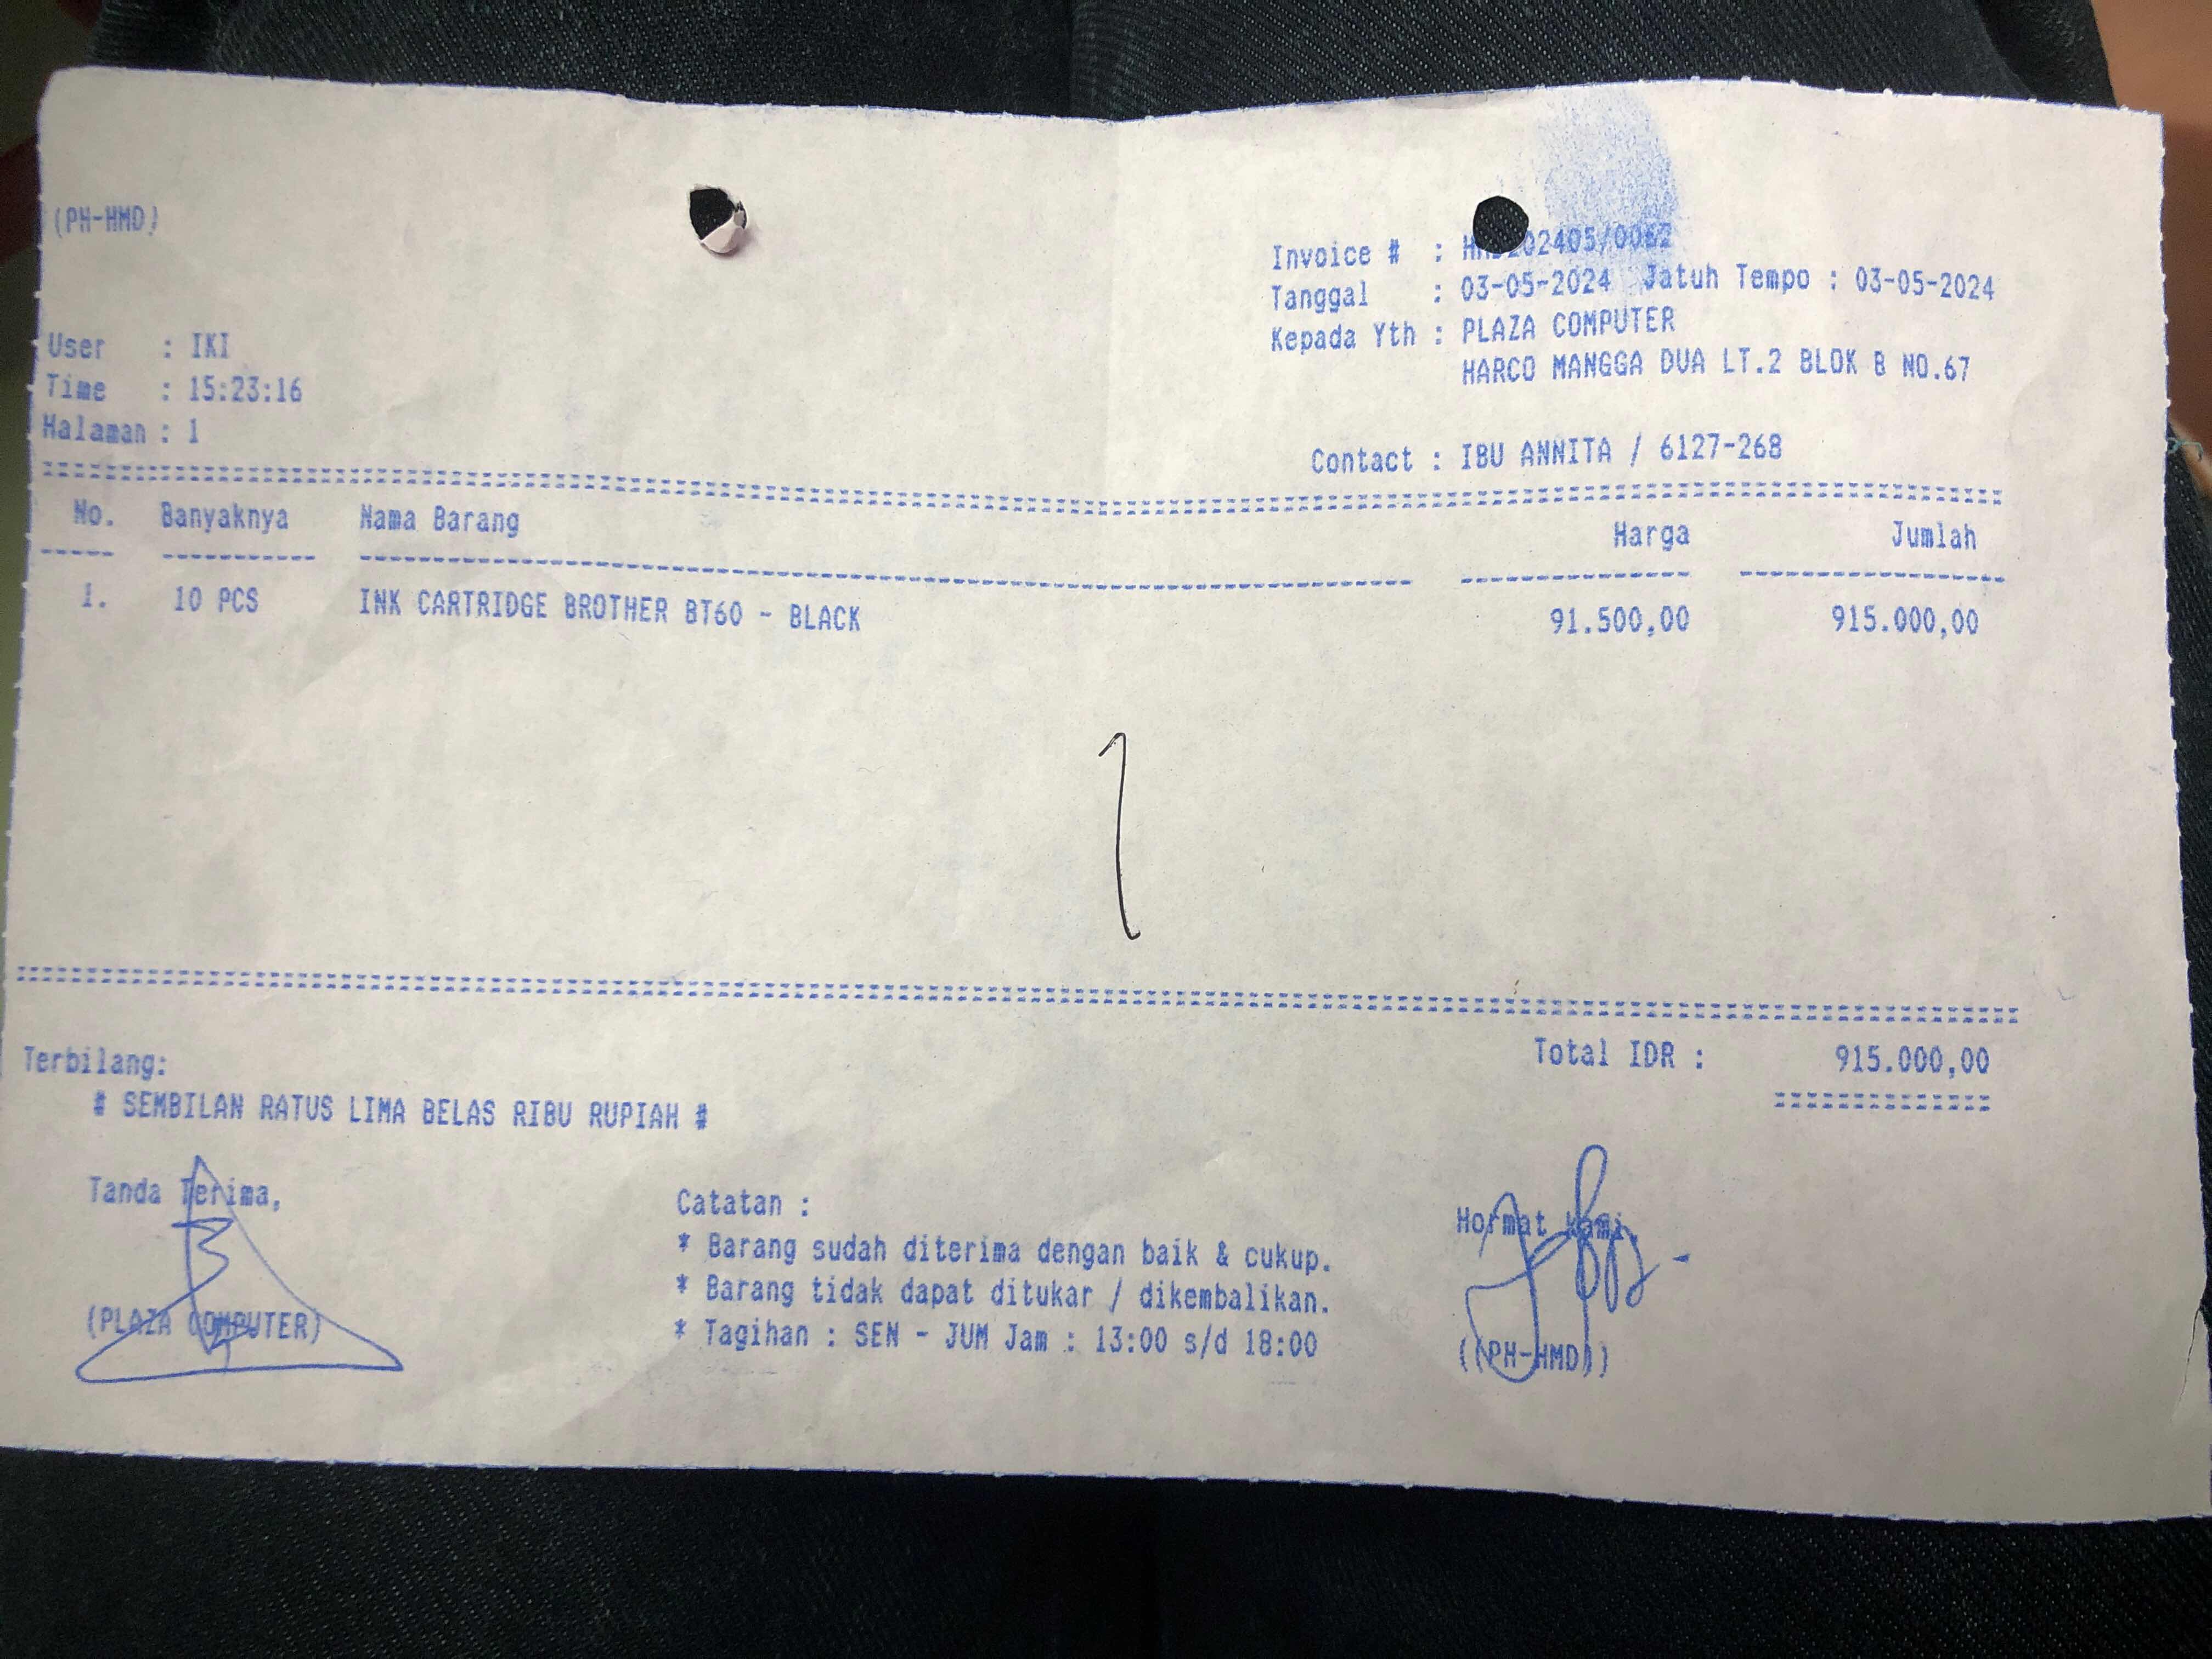 (PH-HMD)
Invoice # :
Tanggal : 03-05-2024 Jatuh Tempo : 03-05-2024
Kepada Yth : PLAZA COMPUTER
HARCO MANGGA DUA LT.2 BLOK B NO.67
User : IKI
Time : 15:23:16
Halaman : 1
Contact : IBU ANNITA / 6127-268
No. Banyaknya Nama Barang Harga Jumlah
1. 10 PCS INK CARTRIDGE BROTHER BT60 - BLACK 91.500,00 915.000,00
Total IDR : 915.000,00
Terbilang:
# SEMBILAN RATUS LIMA BELAS RIBU RUPIAH #
Tanda Terima,
(PLAZA COMPUTER)
Catatan :
* Barang sudah diterima dengan baik & cukup.
* Barang tidak dapat ditukar / dikembalikan.
* Tagihan : SEN - JUM Jam : 13:00 s/d 18:00
Hormat Kami,
((PH-HMD))